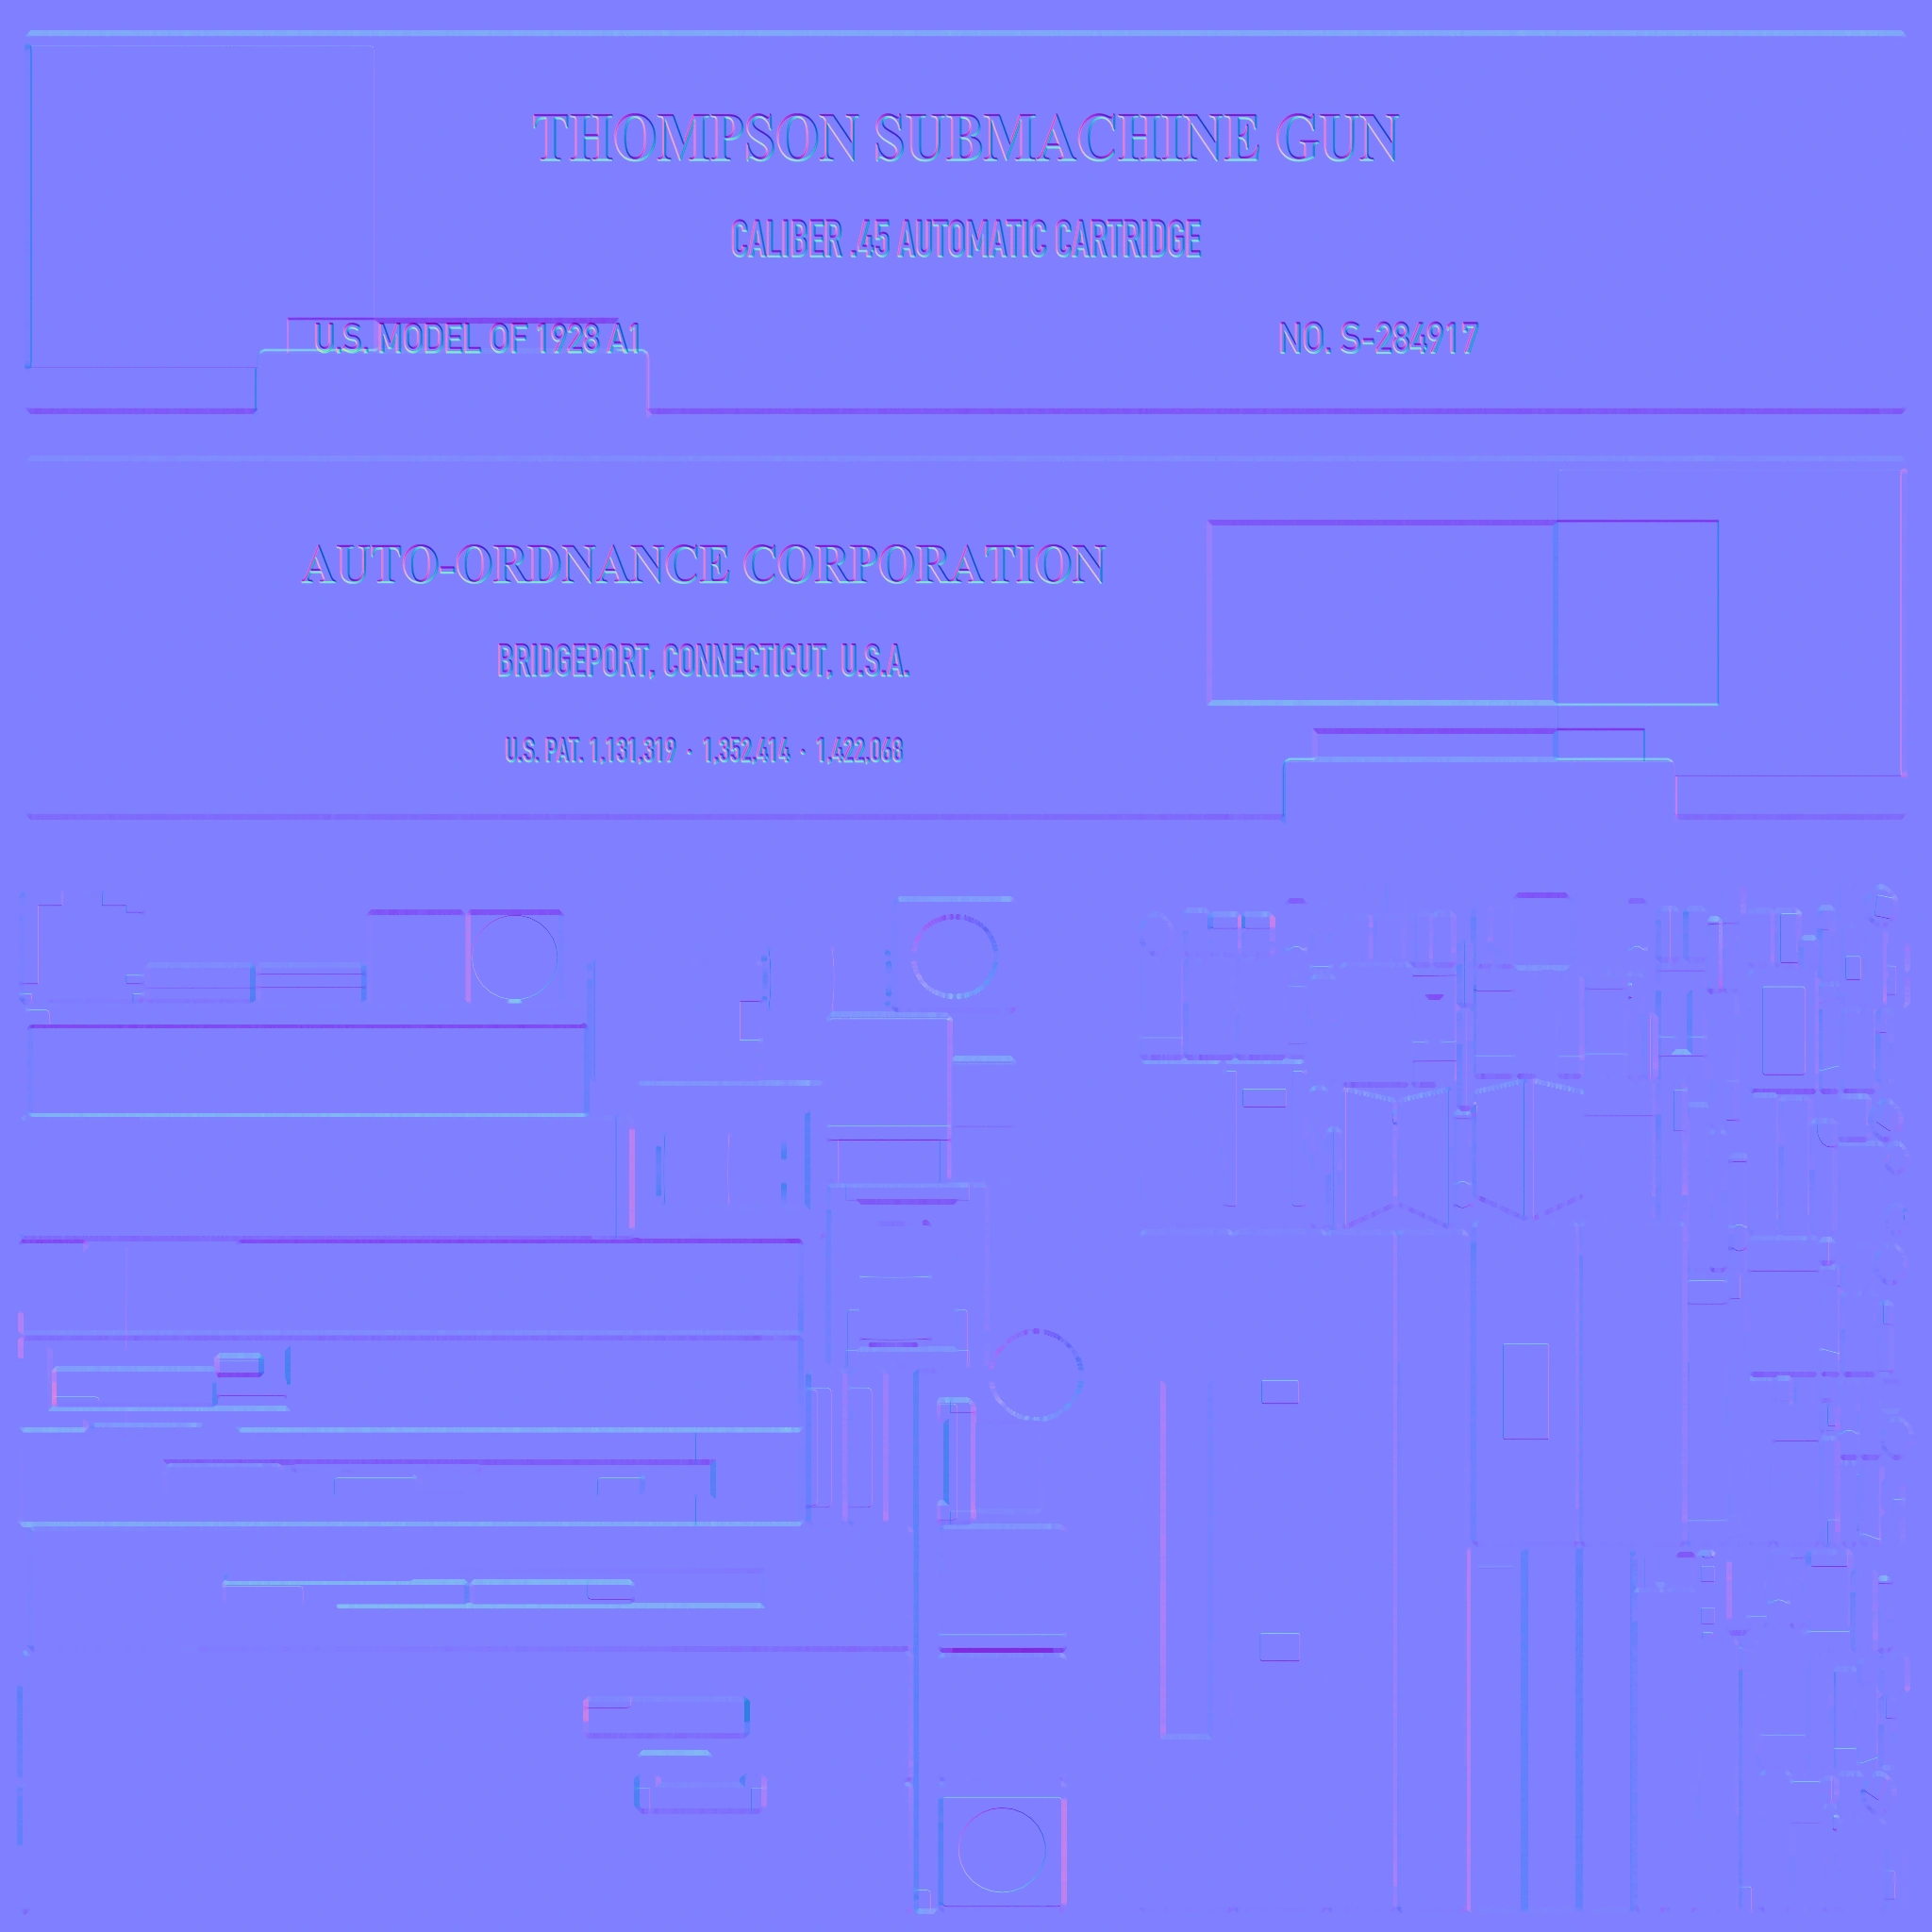 THOMPSON SUBMACHINE GUN
CALIBER .45 AUTOMATIC CARTRIDGE
U.S. MODEL OF 1928 A1
NO. S-284917
AUTO-ORDNANCE CORPORATION
BRIDGEPORT, CONNECTICUT, U.S.A.
U.S. PAT. 1,131,319 · 1,352,414 · 1,422,068